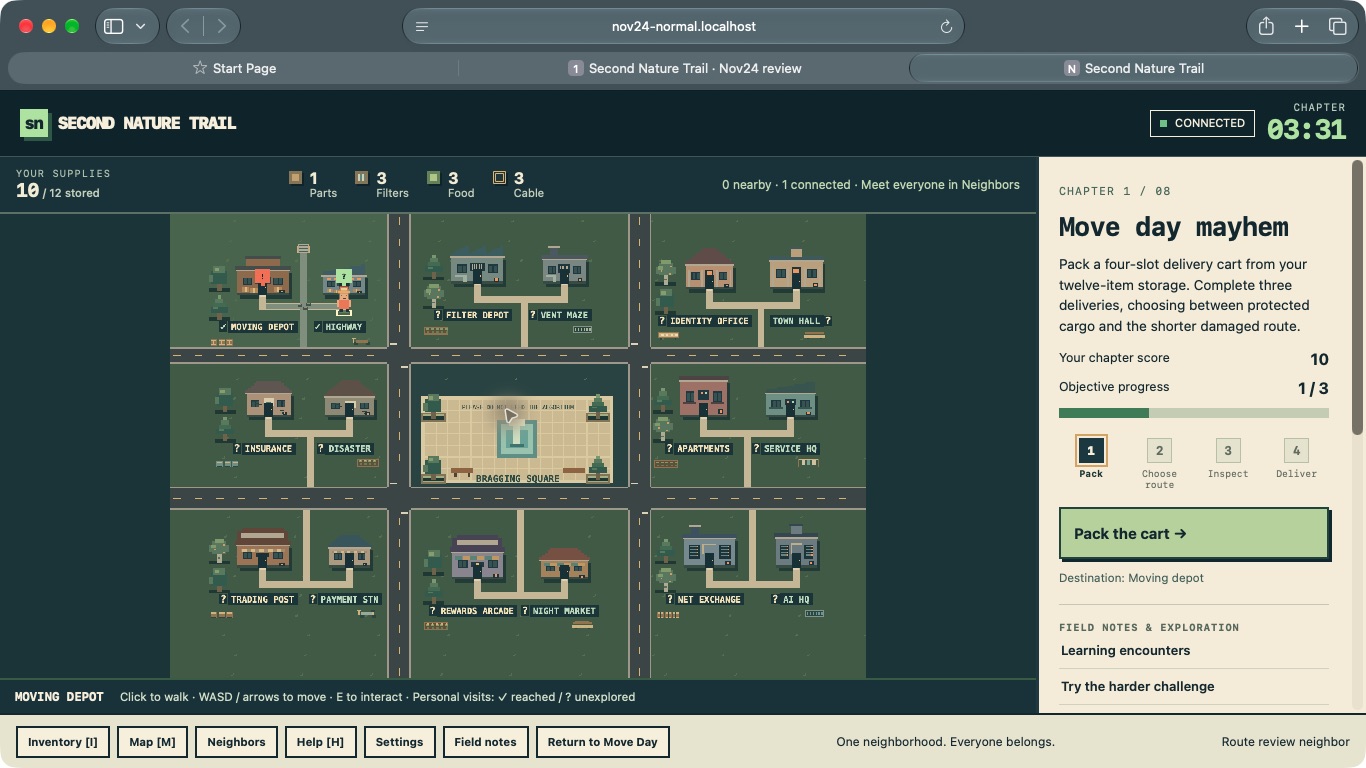 nov24-normal.localhost
Start Page
1 Second Nature Trail · Nov24 review
N Second Nature Trail
sn SECOND NATURE TRAIL
CONNECTED
CHAPTER
03:31
YOUR SUPPLIES
10 / 12 stored
1 Parts
3 Filters
3 Food
3 Cable
0 nearby · 1 connected · Meet everyone in Neighbors
! ?
✓ MOVING DEPOT ✓ HIGHWAY
? FILTER DEPOT ? VENT MAZE
? IDENTITY OFFICE TOWN HALL ?
? INSURANCE ? DISASTER
BRAGGING SQUARE
? APARTMENTS ? SERVICE HQ
? TRADING POST ? PAYMENT STN
? REWARDS ARCADE ? NIGHT MARKET
? NET EXCHANGE ? AI HQ
MOVING DEPOT Click to walk · WASD / arrows to move · E to interact · Personal visits: ✓ reached / ? unexplored
CHAPTER 1 / 08
Move day mayhem
Pack a four-slot delivery cart from your
twelve-item storage. Complete three
deliveries, choosing between protected
cargo and the shorter damaged route.
Your chapter score 10
Objective progress 1 / 3
1 Pack
2 Choose route
3 Inspect
4 Deliver
Pack the cart →
Destination: Moving depot
FIELD NOTES & EXPLORATION
Learning encounters
Try the harder challenge
Inventory [I] Map [M] Neighbors Help [H] Settings Field notes Return to Move Day
One neighborhood. Everyone belongs.
Route review neighbor